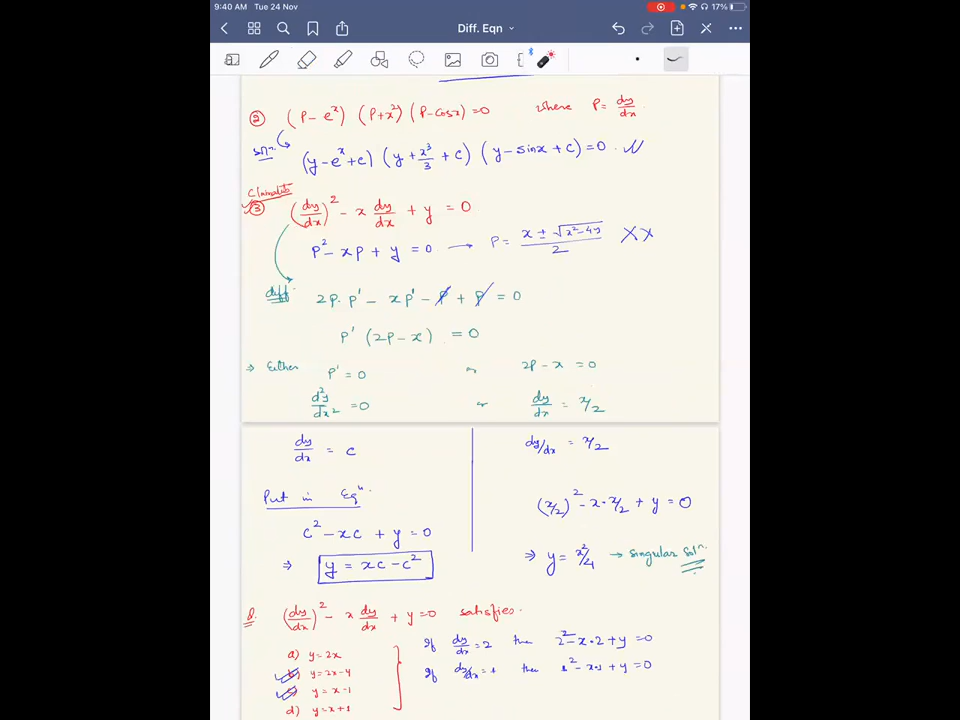 9:40 AM Tue 24 Nov 17%
Diff. Eqn
② (P - e^x) (P + x^2) (P - cosx) = 0 where P = dy/dx
Soln. (y - e^x + c) (y + x^3/3 + c) (y - sinx + c) = 0.
③ (dy/dx)^2 - x dy/dx + y = 0
P^2 - xP + y = 0 → P = (x ± √(x^2-4y))/2 XX
diff 2P. P' - xP' - P + P = 0
P' (2P - x) = 0
⇒ Either P' = 0 or 2P - x = 0
d^2y/dx^2 = 0 or dy/dx = x/2
dy/dx = c dy/dx = x/2
Put in Eqn. (x/2)^2 - x·x/2 + y = 0
c^2 - xc + y = 0
⇒ y = xc - c^2 ⇒ y = x^2/4 → Singular Soln.
Q. (dy/dx)^2 - x dy/dx + y = 0 satisfies.
a) y = 2x If dy/dx = 2 then 2^2 - x·2 + y = 0
b) y = 2x - 4 If dy/dx = 1 then 1^2 - x·1 + y = 0
c) y = x - 1
d) y = x + 1